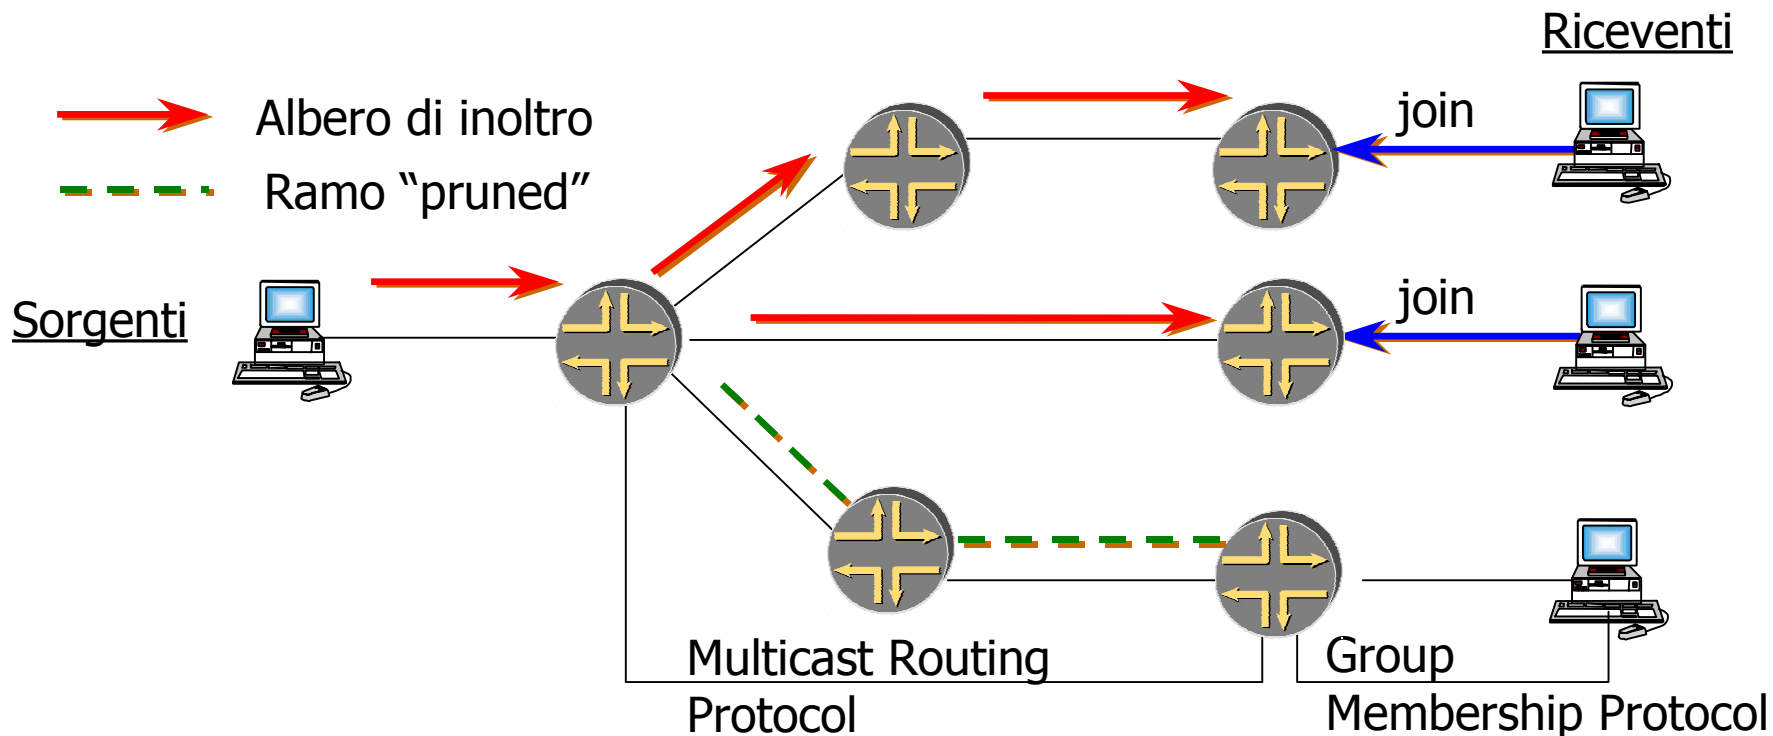 Riceventi
Albero di inoltro
join
Ramo “pruned”
Sorgenti
join
Multicast Routing
Protocol
Group
Membership Protocol